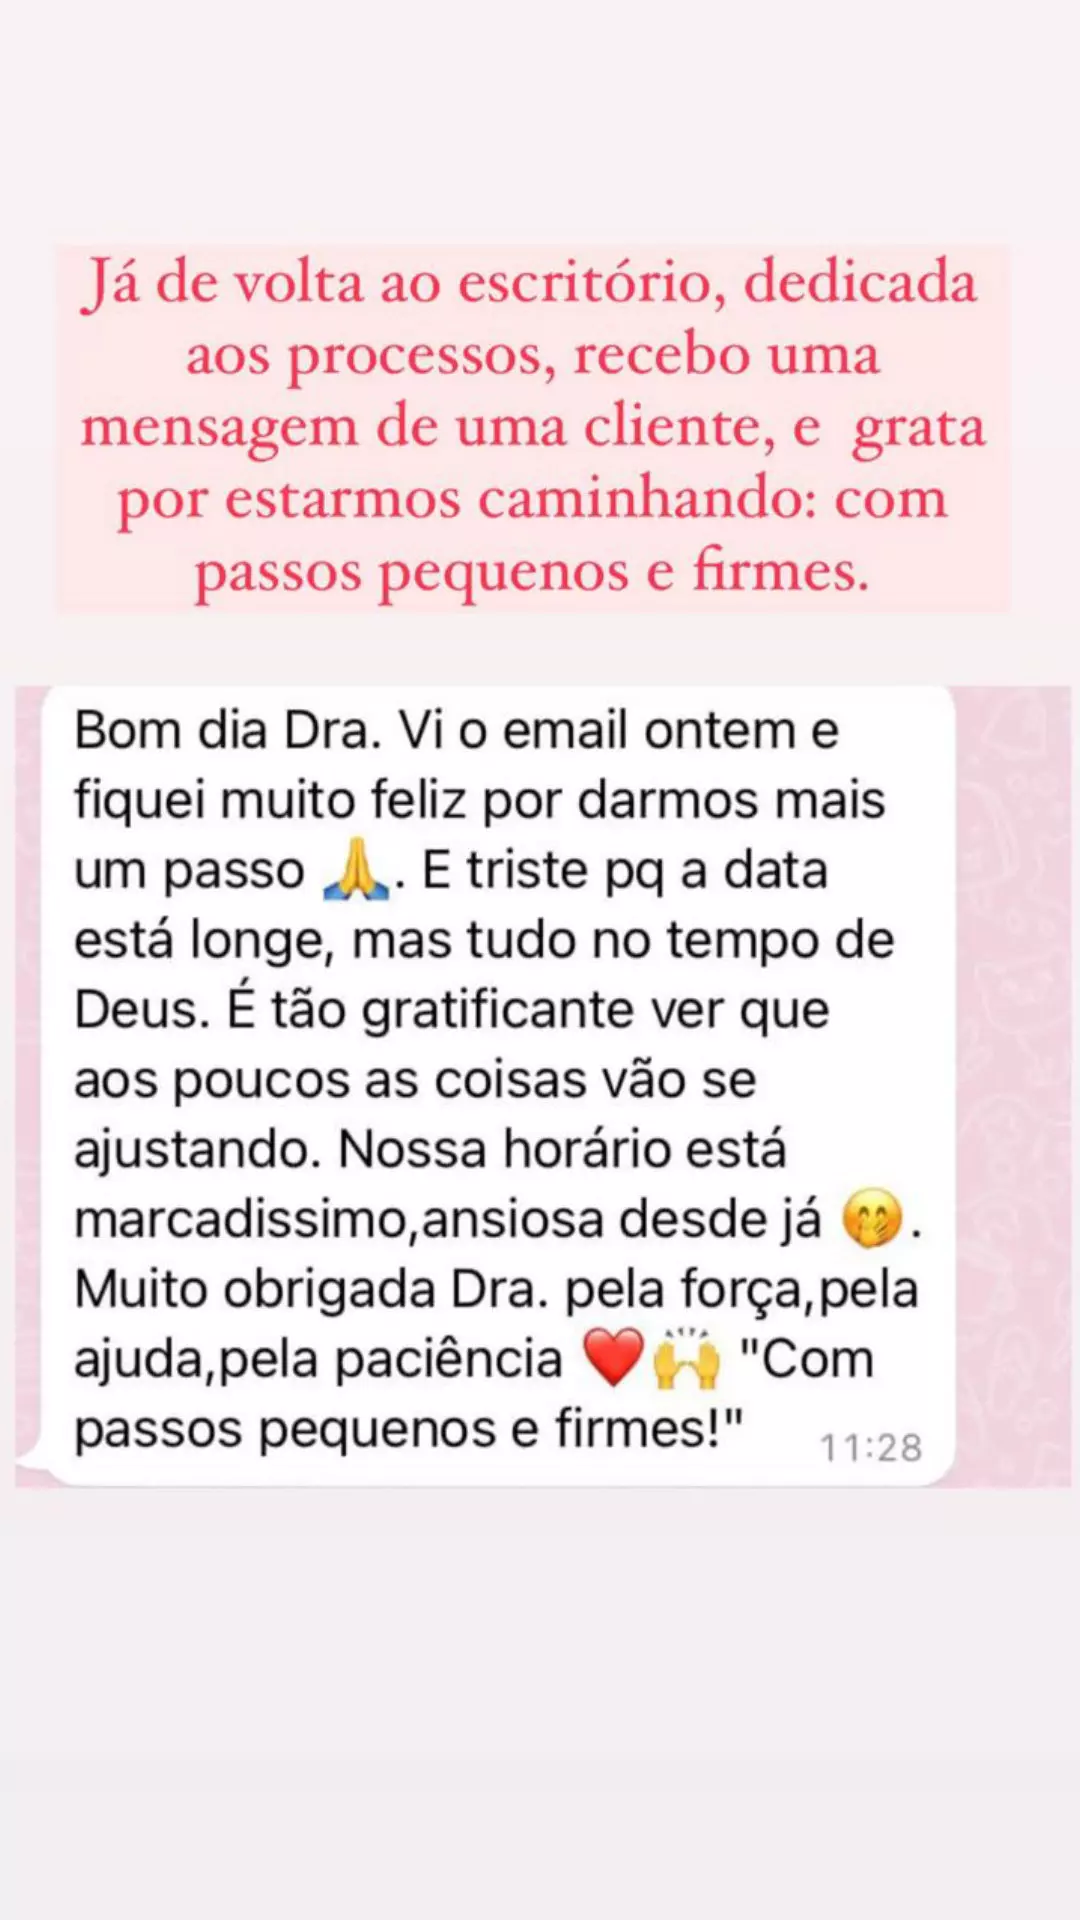 Já de volta ao escritório, dedicada
aos processos, recebo uma
mensagem de uma cliente, e  grata
por estarmos caminhando: com
passos pequenos e firmes.
Bom dia Dra. Vi o email ontem e
fiquei muito feliz por darmos mais
um passo 🙏. E triste pq a data
está longe, mas tudo no tempo de
Deus. É tão gratificante ver que
aos poucos as coisas vão se
ajustando. Nossa horário está
marcadissimo,ansiosa desde já 🤭.
Muito obrigada Dra. pela força,pela
ajuda,pela paciência ❤️🙌 "Com
passos pequenos e firmes!"
11:28